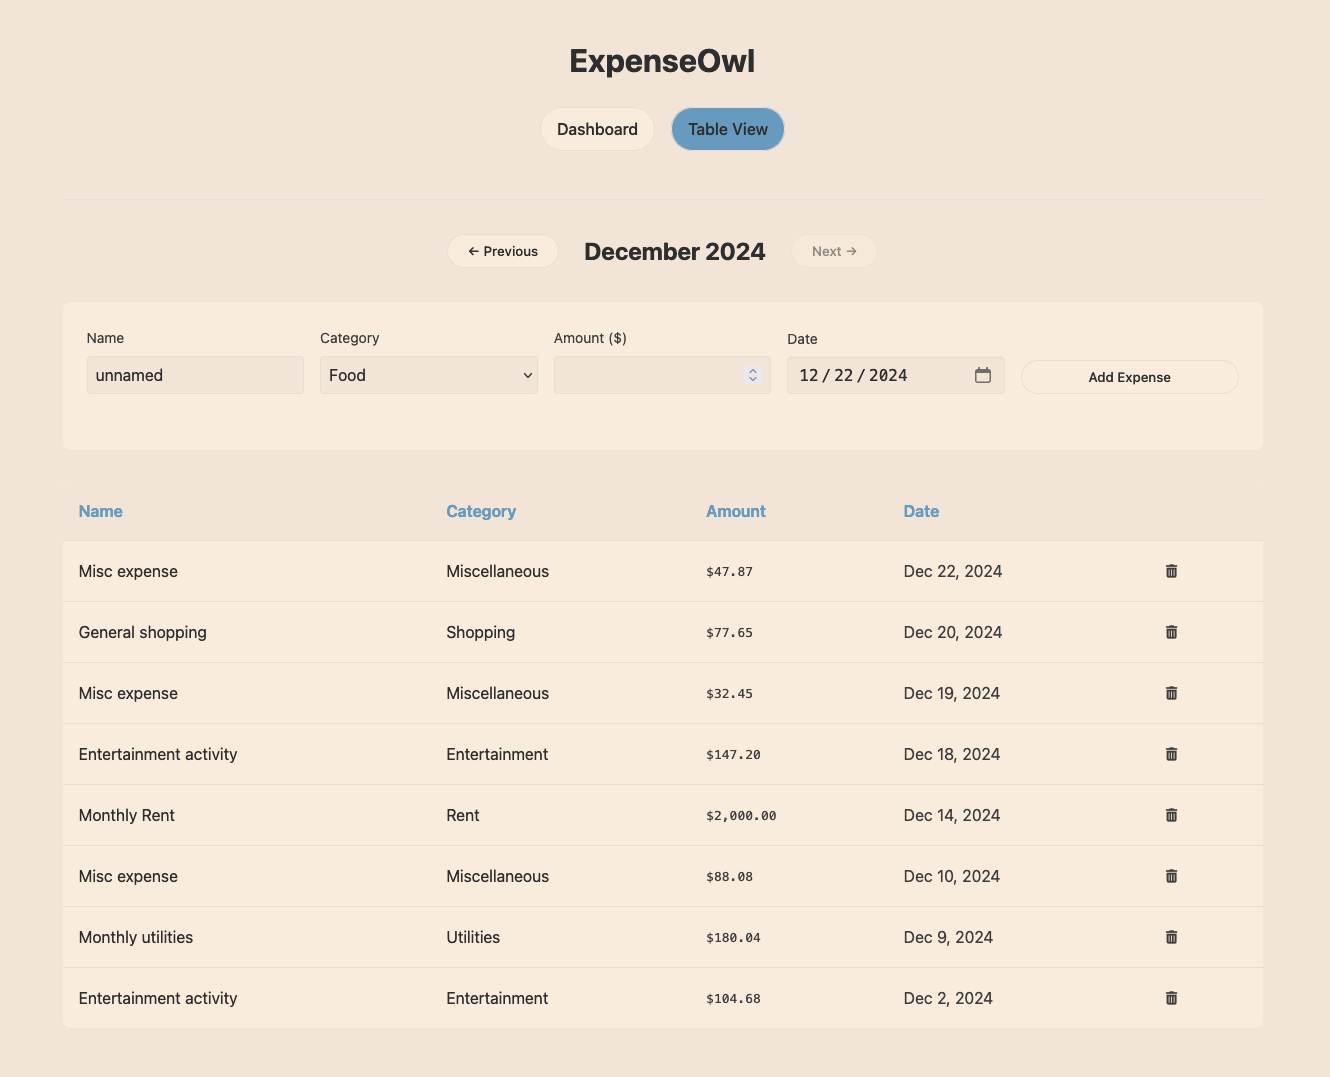 ExpenseOwl
Dashboard Table View
← Previous December 2024 Next →
Name Category Amount ($) Date
unnamed Food 12/22/2024 Add Expense
Name Category Amount Date
Misc expense Miscellaneous $47.87 Dec 22, 2024
General shopping Shopping $77.65 Dec 20, 2024
Misc expense Miscellaneous $32.45 Dec 19, 2024
Entertainment activity Entertainment $147.20 Dec 18, 2024
Monthly Rent Rent $2,000.00 Dec 14, 2024
Misc expense Miscellaneous $88.08 Dec 10, 2024
Monthly utilities Utilities $180.04 Dec 9, 2024
Entertainment activity Entertainment $104.68 Dec 2, 2024